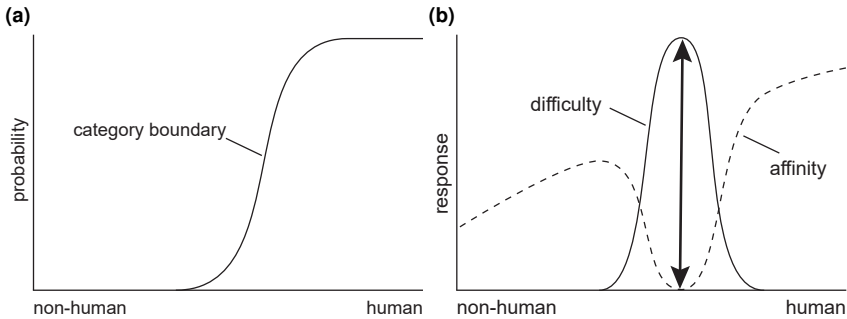 (a)
probability
category boundary
non-human
human
(b)
response
difficulty
affinity
non-human
human